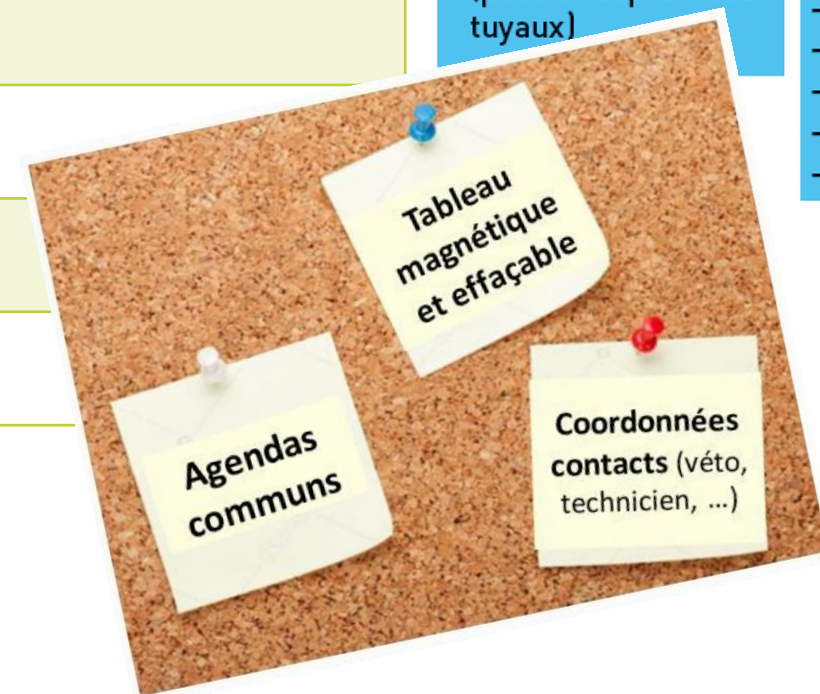 tuyaux)
Tableau
magnétique
et effaçable
Agendas
communs
Coordonnées
contacts (véto,
technicien, ...)